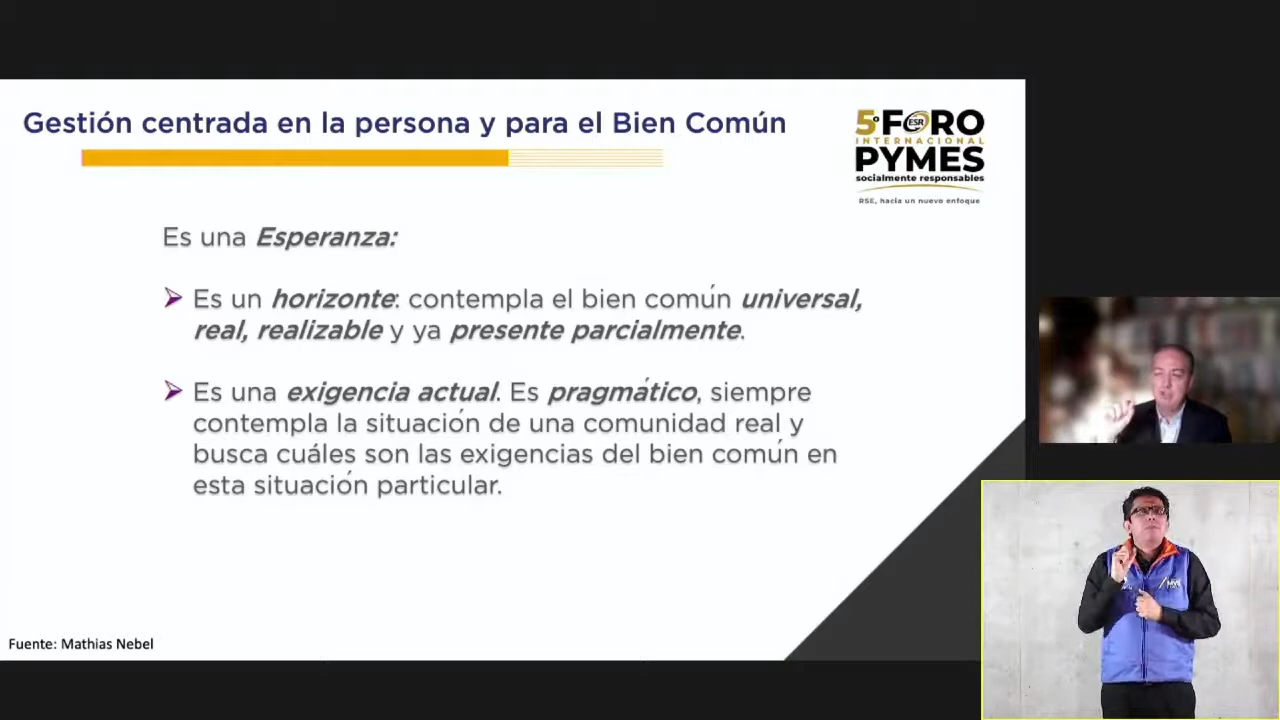 Gestión centrada en la persona y para el Bien Común
5º FORO
ESR
INTERNACIONAL
PYMES
socialmente responsables
RSE, hacia un nuevo enfoque
Es una Esperanza:
➤ Es un horizonte: contempla el bien común universal,
real, realizable y ya presente parcialmente.
➤ Es una exigencia actual. Es pragmático, siempre
contempla la situación de una comunidad real y
busca cuáles son las exigencias del bien común en
esta situación particular.
Fuente: Mathias Nebel